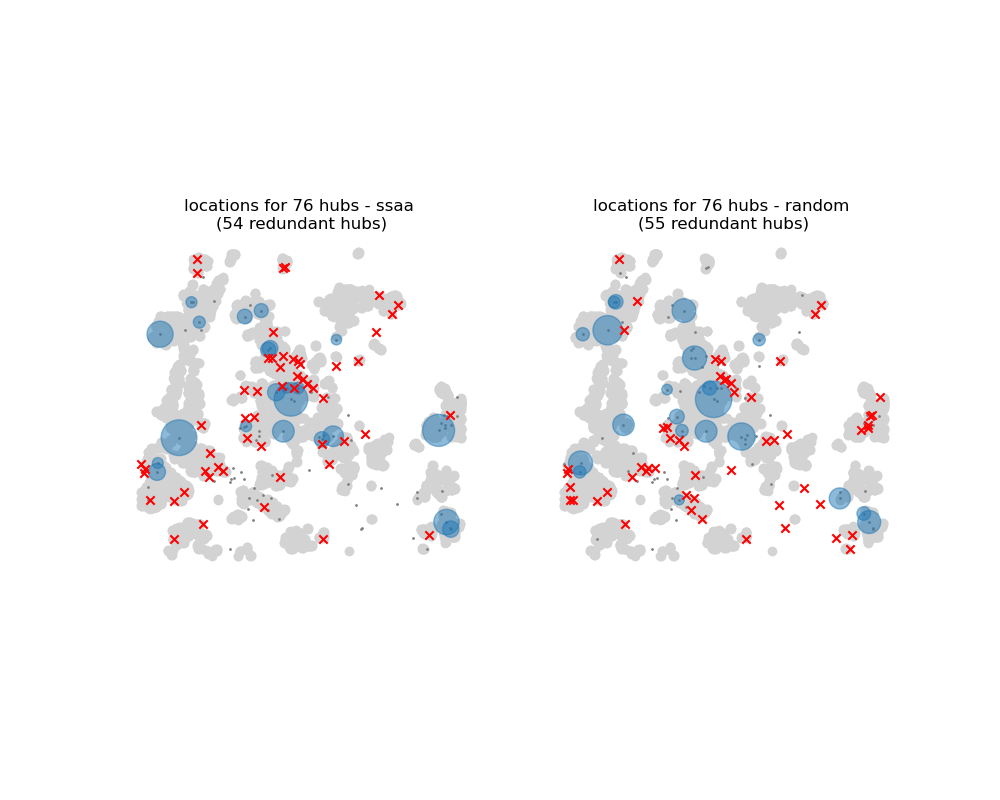 locations for 76 hubs - ssaa
(54 redundant hubs)
locations for 76 hubs - random
(55 redundant hubs)